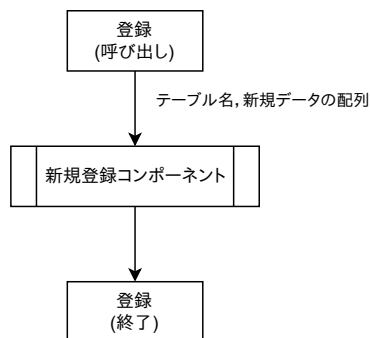 登録
(呼び出し)
テーブル名, 新規データの配列
新規登録コンポーネント
登録
(終了)